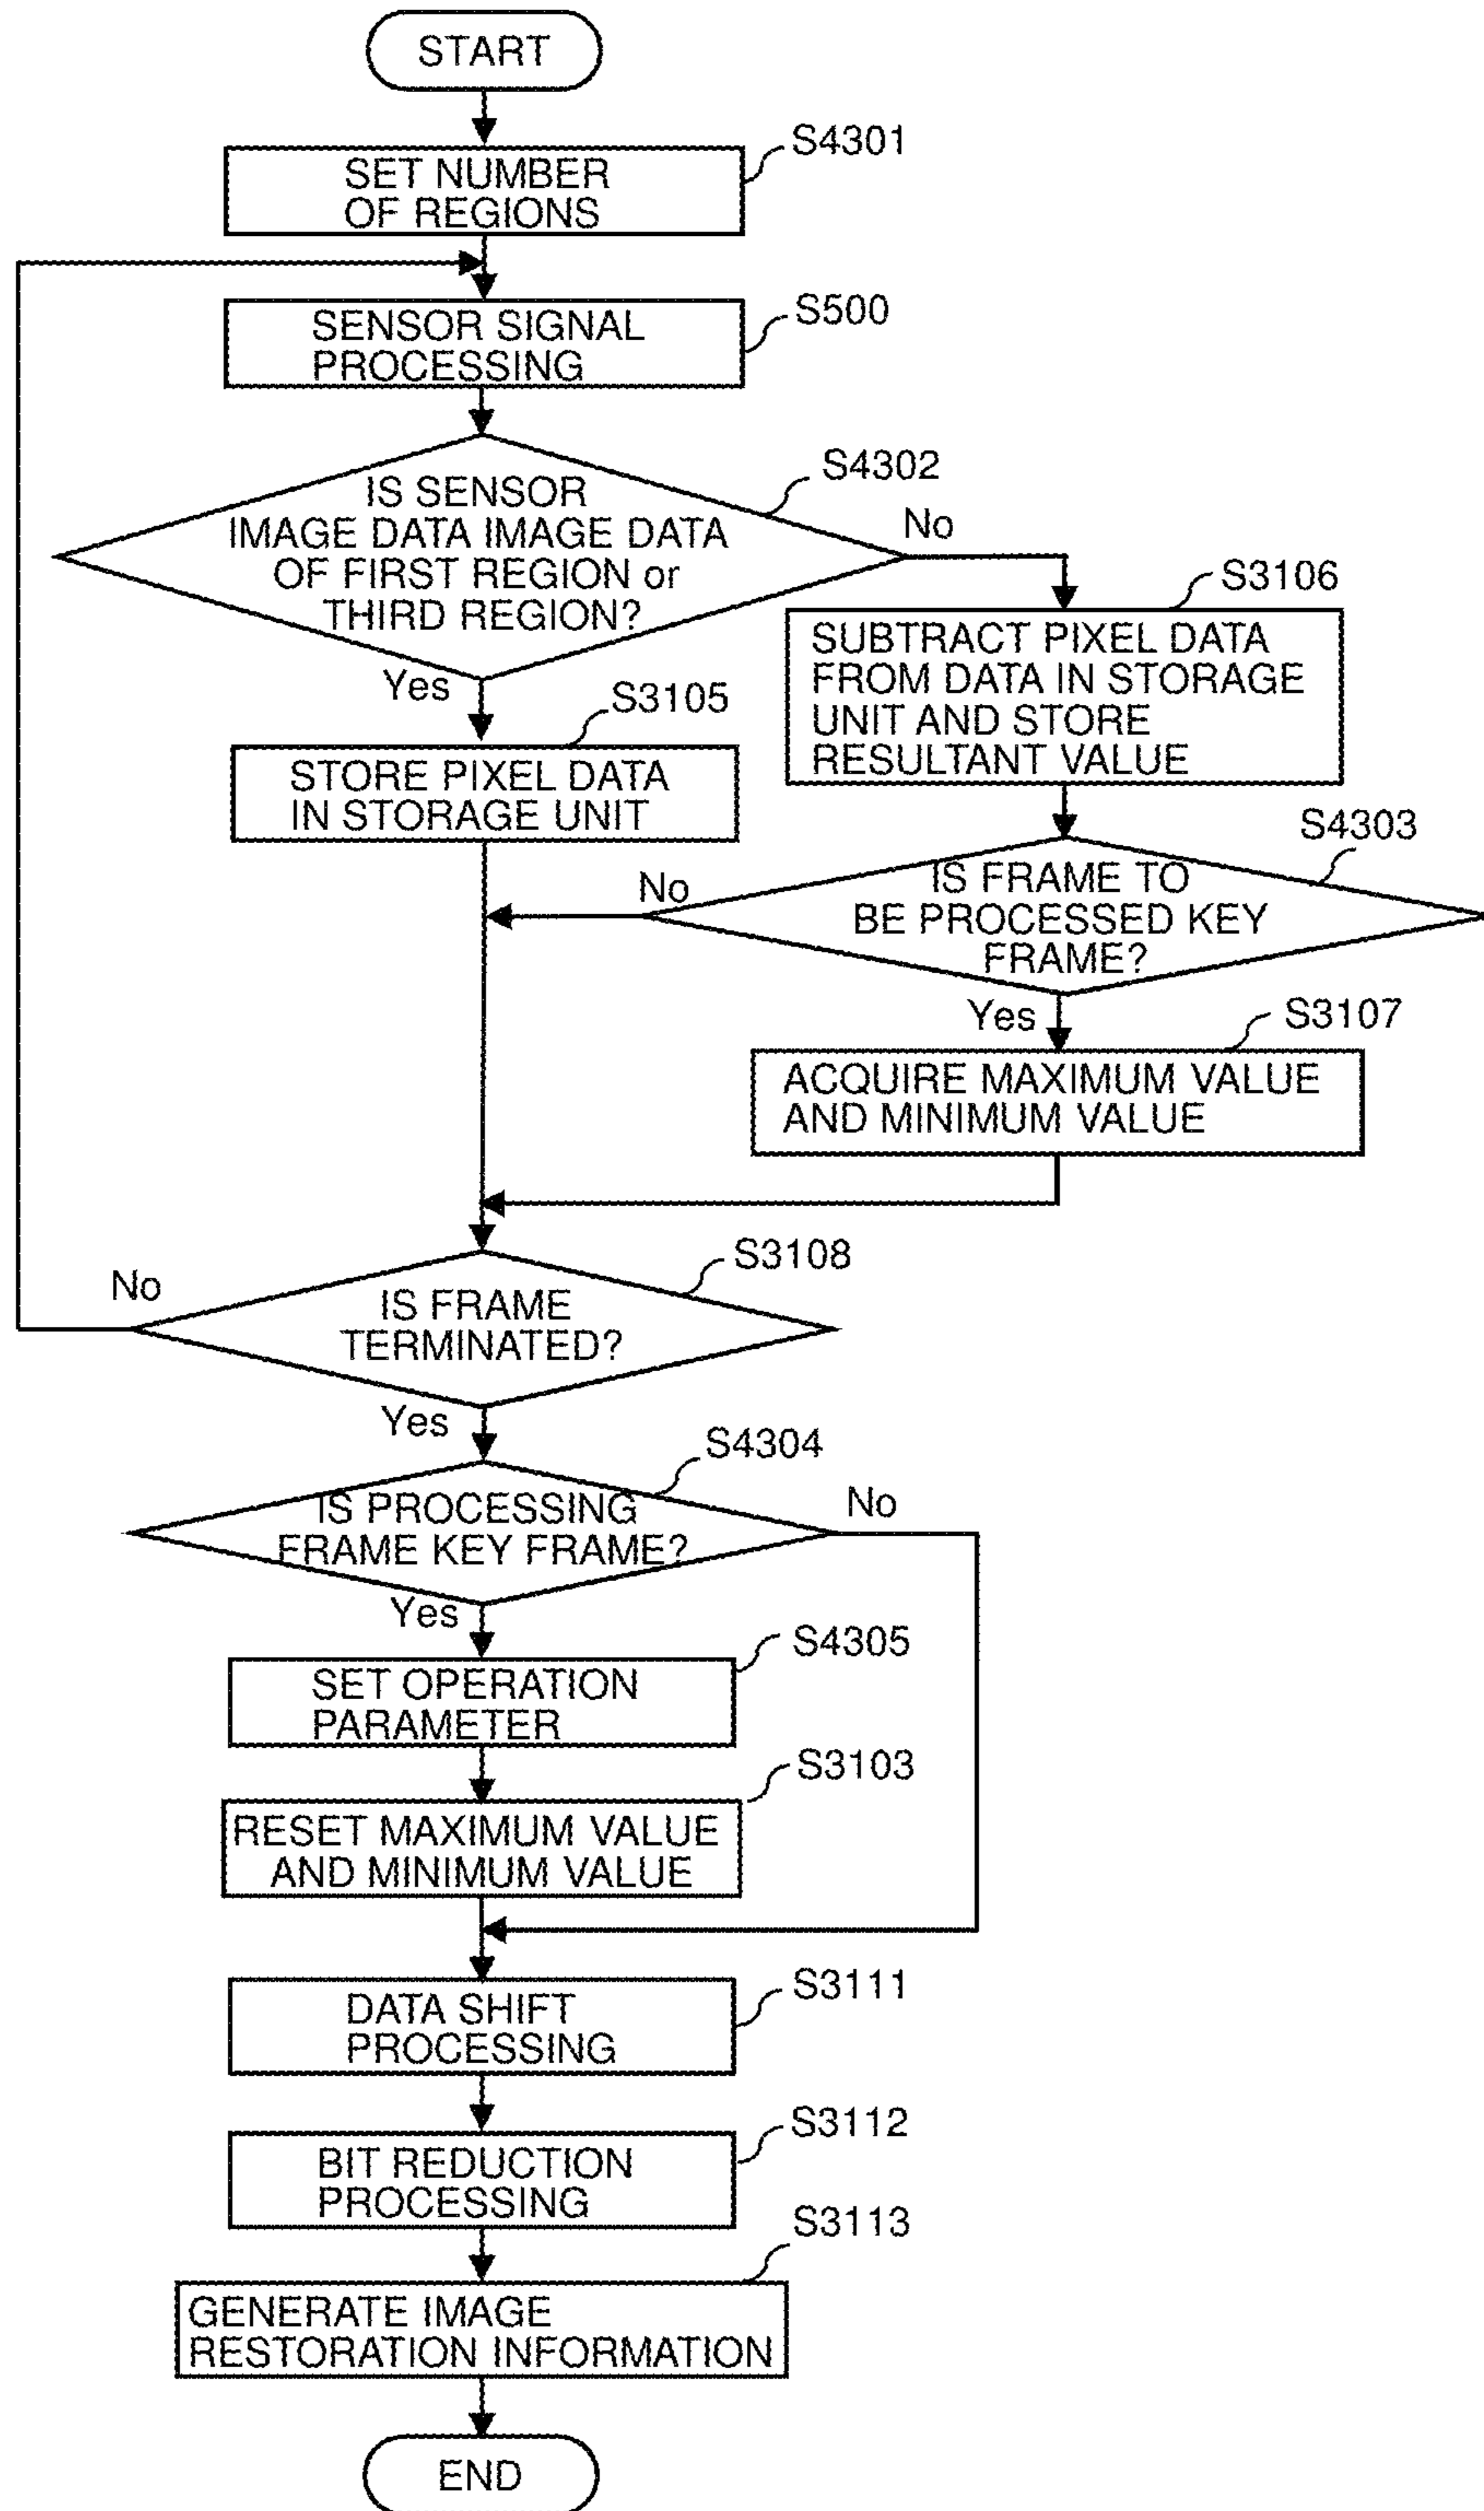 START
S4301
SET NUMBER
OF REGIONS
S500
SENSOR SIGNAL
PROCESSING
S4302
IS SENSOR
IMAGE DATA IMAGE DATA
OF FIRST REGION or
THIRD REGION?
No
Yes
S3106
SUBTRACT PIXEL DATA
FROM DATA IN STORAGE
UNIT AND STORE
RESULTANT VALUE
S3105
STORE PIXEL DATA
IN STORAGE UNIT
S4303
IS FRAME TO
BE PROCESSED KEY
FRAME?
No
Yes
S3107
ACQUIRE MAXIMUM VALUE
AND MINIMUM VALUE
S3108
IS FRAME
TERMINATED?
No
Yes
S4304
IS PROCESSING
FRAME KEY FRAME?
No
Yes
S4305
SET OPERATION
PARAMETER
S3103
RESET MAXIMUM VALUE
AND MINIMUM VALUE
S3111
DATA SHIFT
PROCESSING
S3112
BIT REDUCTION
PROCESSING
S3113
GENERATE IMAGE
RESTORATION INFORMATION
END